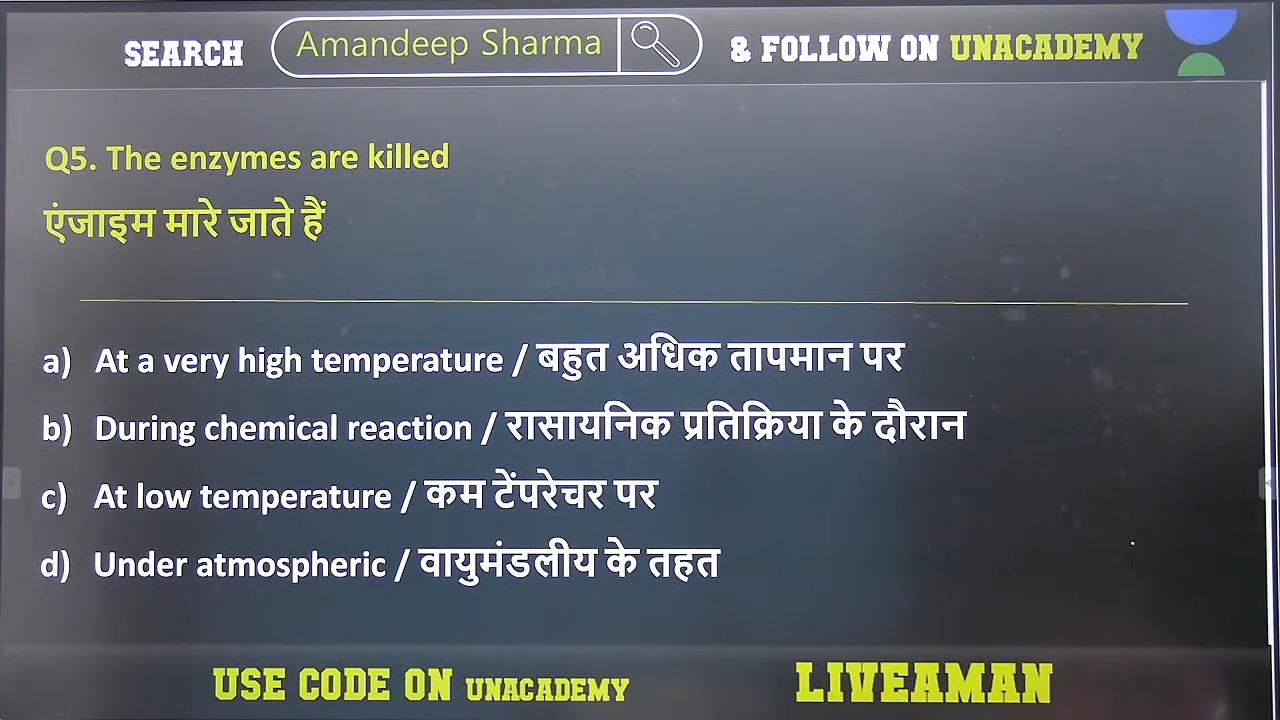 SEARCH Amandeep Sharma & FOLLOW ON UNACADEMY
Q5. The enzymes are killed
एंजाइम मारे जाते हैं
a) At a very high temperature / बहुत अधिक तापमान पर
b) During chemical reaction / रासायनिक प्रतिक्रिया के दौरान
c) At low temperature / कम टेंपरेचर पर
d) Under atmospheric / वायुमंडलीय के तहत
USE CODE ON UNACADEMY LIVEAMAN